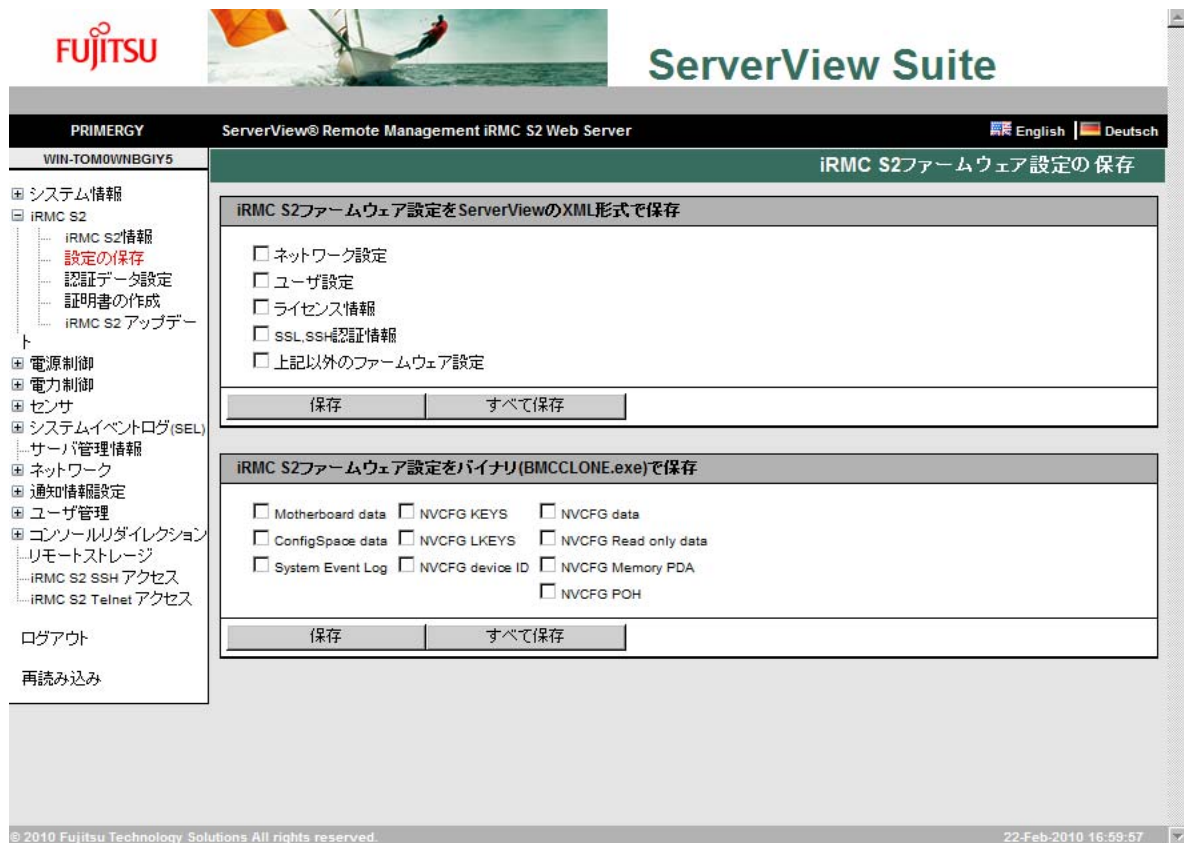 FUJITSU
ServerView Suite
PRIMERGY
ServerView® Remote Management iRMC S2 Web Server
English
Deutsch
WIN-TOM0WNBGIY5
iRMC S2ファームウェア設定の保存
システム情報
iRMC S2
iRMC S2情報
設定の保存
認証データ設定
証明書の作成
iRMC S2 アップデー
ト
電源制御
電力制御
センサ
システムイベントログ(SEL)
サーバ管理情報
ネットワーク
通知情報設定
ユーザ管理
コンソールリダイレクション
リモートストレージ
iRMC S2 SSH アクセス
iRMC S2 Telnet アクセス
ログアウト
再読み込み
iRMC S2ファームウェア設定をServerViewのXML形式で保存
ネットワーク設定
ユーザ設定
ライセンス情報
SSL,SSH認証情報
上記以外のファームウェア設定
保存 すべて保存
iRMC S2ファームウェア設定をバイナリ(BMCCLONE.exe)で保存
Motherboard data NVCFG KEYS NVCFG data
ConfigSpace data NVCFG LKEYS NVCFG Read only data
System Event Log NVCFG device ID NVCFG Memory PDA
NVCFG POH
保存 すべて保存
© 2010 Fujitsu Technology Solutions All rights reserved.
22-Feb-2010 16:59:57